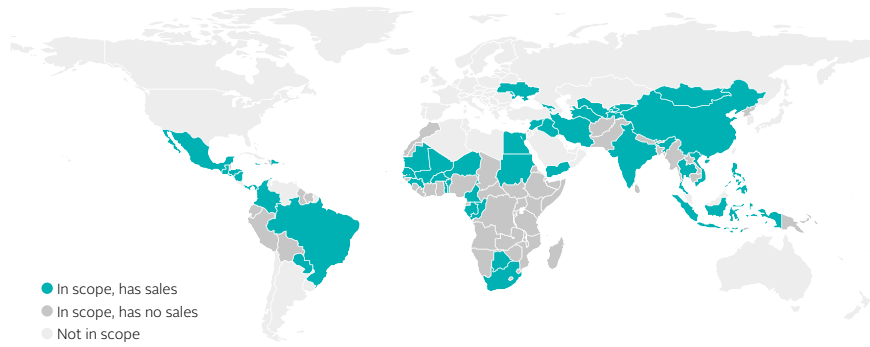 In scope, has sales
In scope, has no sales
Not in scope